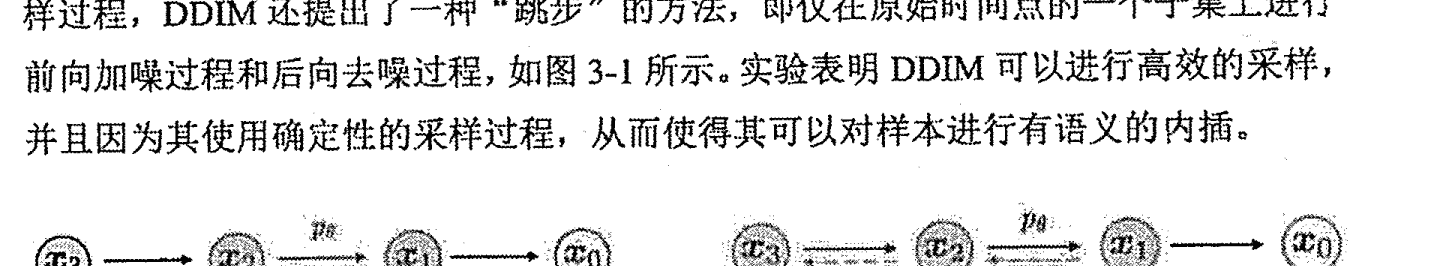 样过程，DDIM 还提出了一种“跳步”的方法，即仅在原始时间点的一个子集上进行
前向加噪过程和后向去噪过程，如图 3-1 所示。实验表明 DDIM 可以进行高效的采样，
并且因为其使用确定性的采样过程，从而使得其可以对样本进行有语义的内插。
pθ pθ
x3 x2 x1 x0 x3 x2 x1 x0